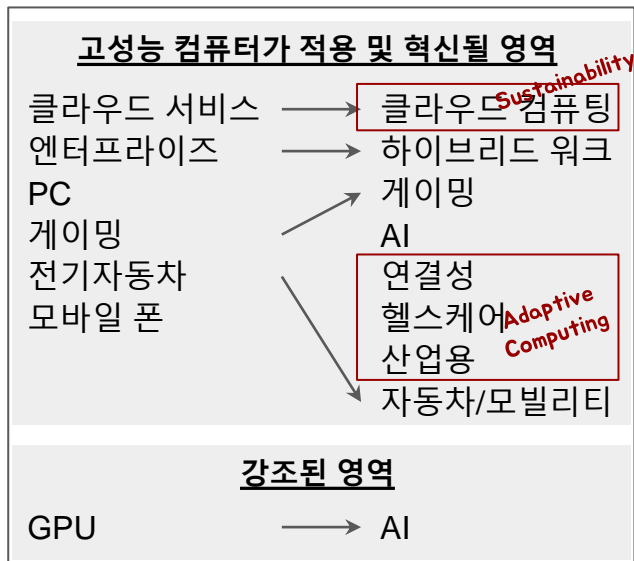 고성능 컴퓨터가 적용 및 혁신될 영역
Sustainability
클라우드 서비스 클라우드 컴퓨팅
엔터프라이즈 하이브리드 워크
PC 게이밍
게이밍 AI
전기자동차 연결성
모바일 폰 헬스케어
Adaptive
Computing
산업용
자동차/모빌리티
강조된 영역
GPU AI